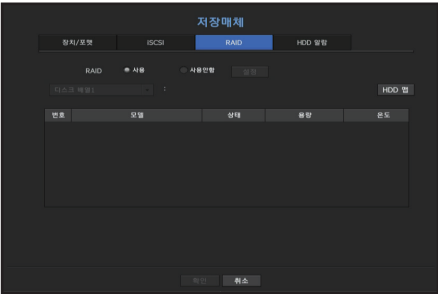 저장매체
장치/포맷 iSCSI RAID HDD 알람
RAID 사용 사용안함 설정
디스크 배열1 :
HDD 맵
번호 모델 상태 용량 온도
확인 취소